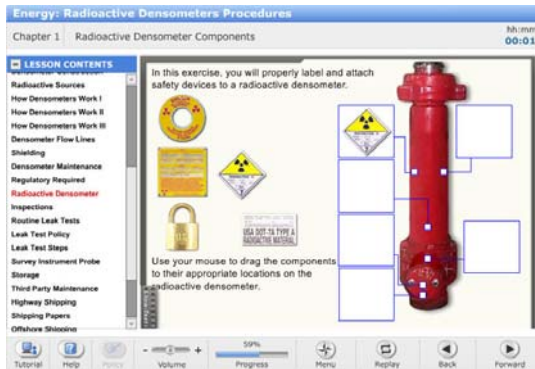 Energy: Radioactive Densometers Procedures
Chapter 1 Radioactive Densometer Components
hh:mm
00:01
LESSON CONTENTS
Radioactive Sources
How Densometers Work I
How Densometers Work II
How Densometers Work III
Densometer Flow Lines
Shielding
Densometer Maintenance
Regulatory Required
Radioactive Densometer
Inspections
Routine Leak Tests
Leak Test Policy
Leak Test Steps
Survey Instrument Probe
Storage
Third Party Maintenance
Highway Shipping
Shipping Papers
Offshore Shipping
In this exercise, you will properly label and attach
safety devices to a radioactive densometer.
USA DOT-7A TYPE A
RADIOACTIVE MATERIAL
Use your mouse to drag the components
to their appropriate locations on the
radioactive densometer.
Tutorial
Help
Policy
- +
Volume
59%
Progress
Menu
Replay
Back
Forward